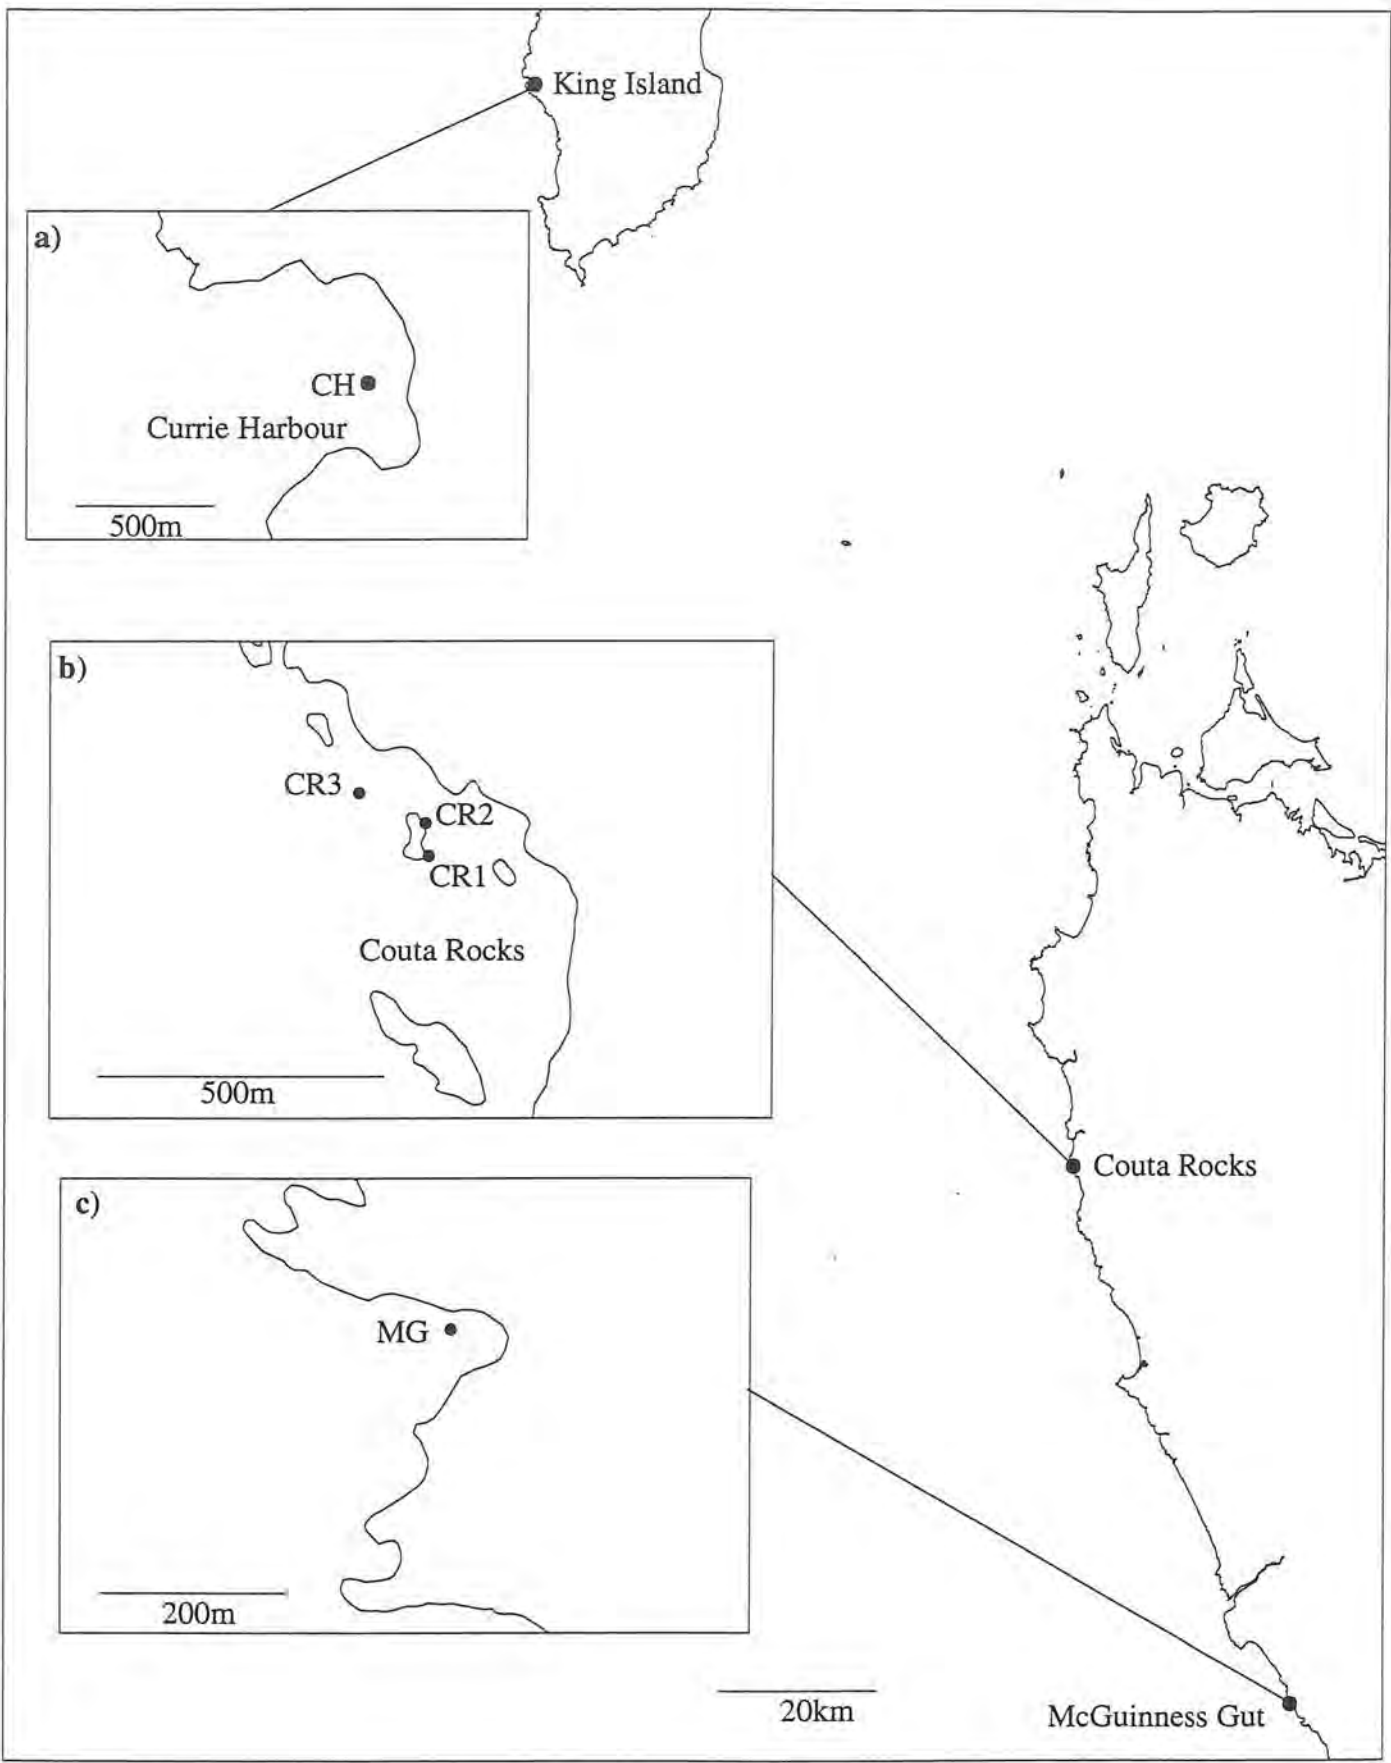 King Island
a)
CH
Currie Harbour
500m
b)
CR3
CR2
CR1
Couta Rocks
500m
Couta Rocks
c)
MG
200m
20km
McGuinness Gut